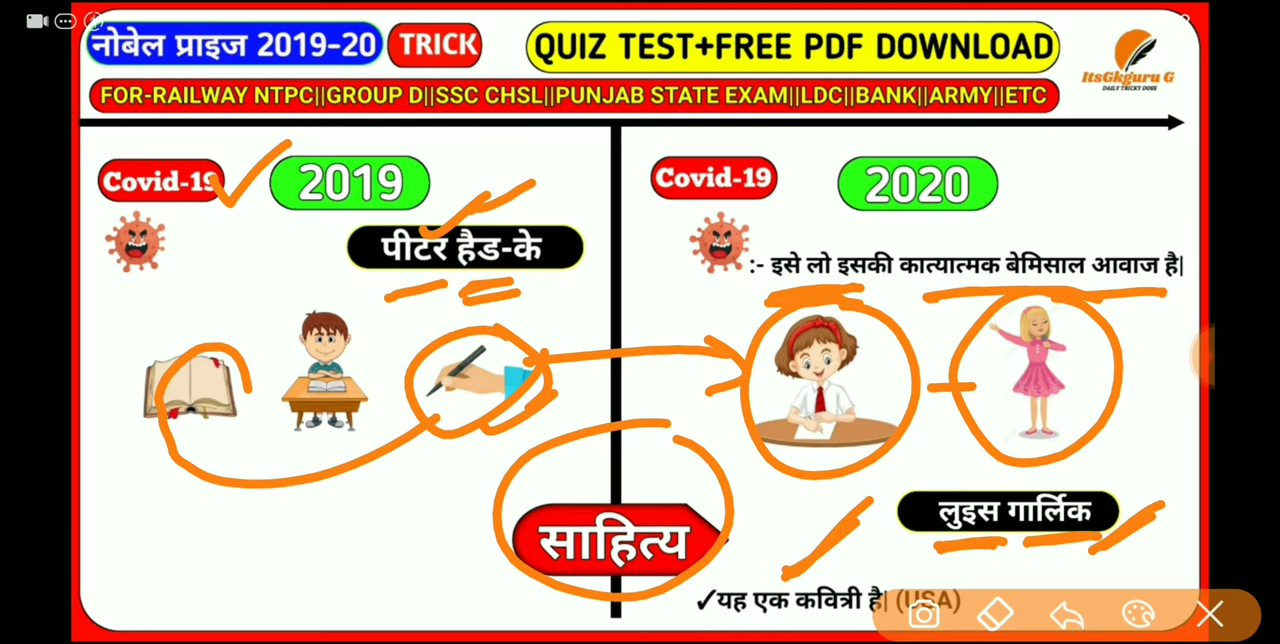 नोबेल प्राइज 2019-20 TRICK QUIZ TEST+FREE PDF DOWNLOAD
ItsGkguru G
DAILY TRICKY DOSE
FOR-RAILWAY NTPC||GROUP D||SSC CHSL||PUNJAB STATE EXAM||LDC||BANK||ARMY||ETC
Covid-19 2019
पीटर हैड-के
Covid-19 2020
:- इसे लो इसकी कात्यात्मक बेमिसाल आवाज है|
लुइस गार्लिक
साहित्य
✓यह एक कवित्री है| (USA)